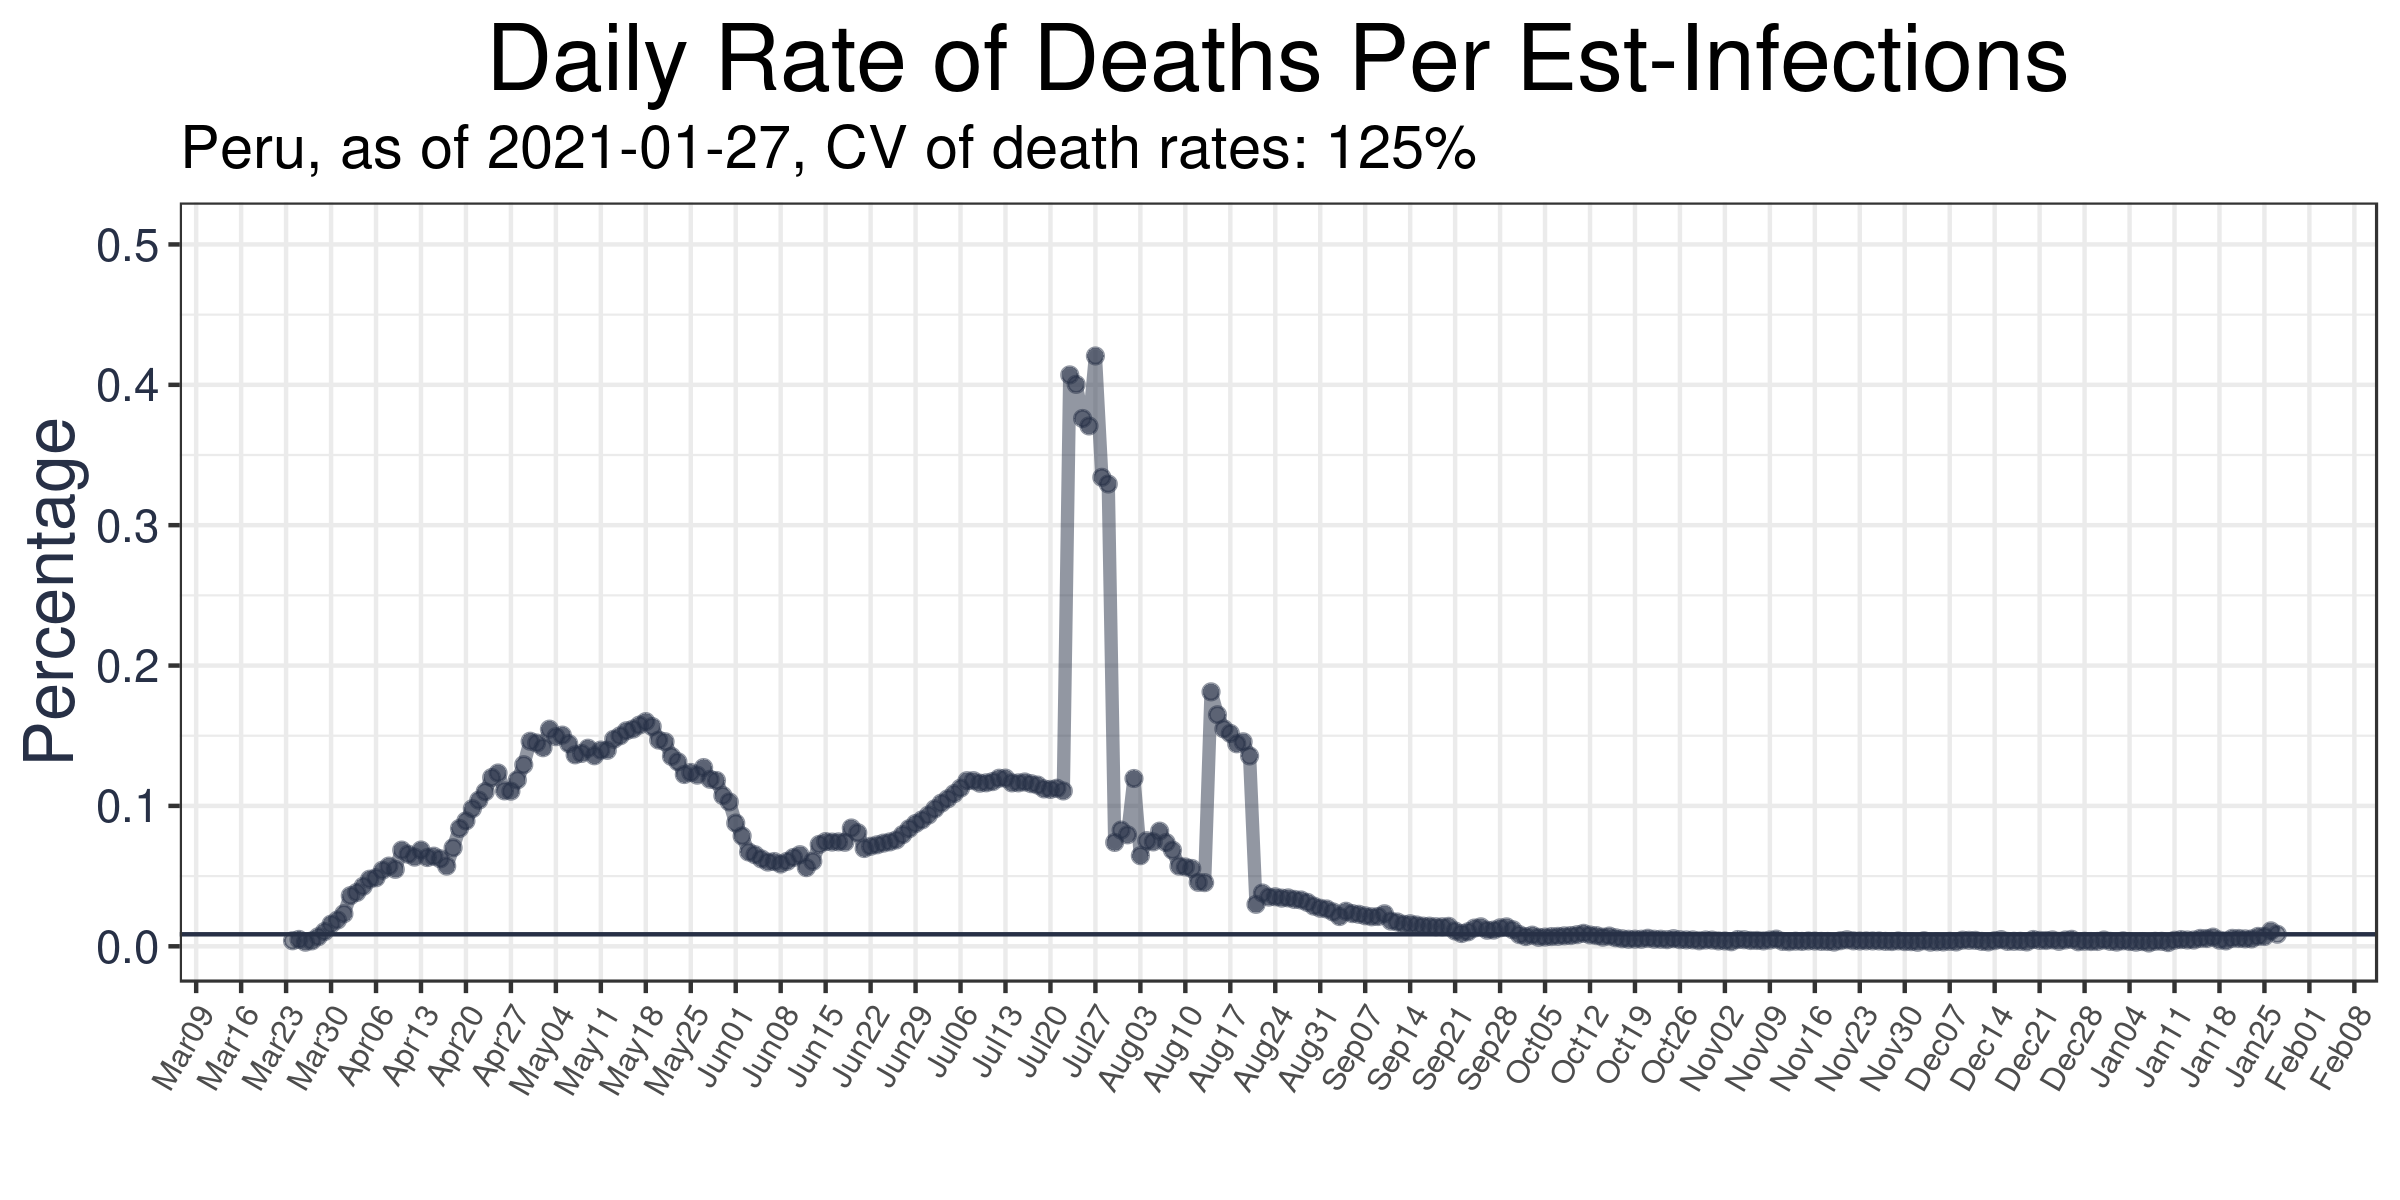 Daily Rate of Deaths Per Est-Infections
Peru, as of 2021-01-27, CV of death rates: 125%
Percentage
0.5
0.4
0.3
0.2
0.1
0.0
Mar09
Mar16
Mar23
Mar30
Apr06
Apr13
Apr20
Apr27
May04
May11
May18
May25
Jun01
Jun08
Jun15
Jun22
Jun29
Jul06
Jul13
Jul20
Jul27
Aug03
Aug10
Aug17
Aug24
Aug31
Sep07
Sep14
Sep21
Sep28
Oct05
Oct12
Oct19
Oct26
Nov02
Nov09
Nov16
Nov23
Nov30
Dec07
Dec14
Dec21
Dec28
Jan04
Jan11
Jan18
Jan25
Feb01
Feb08